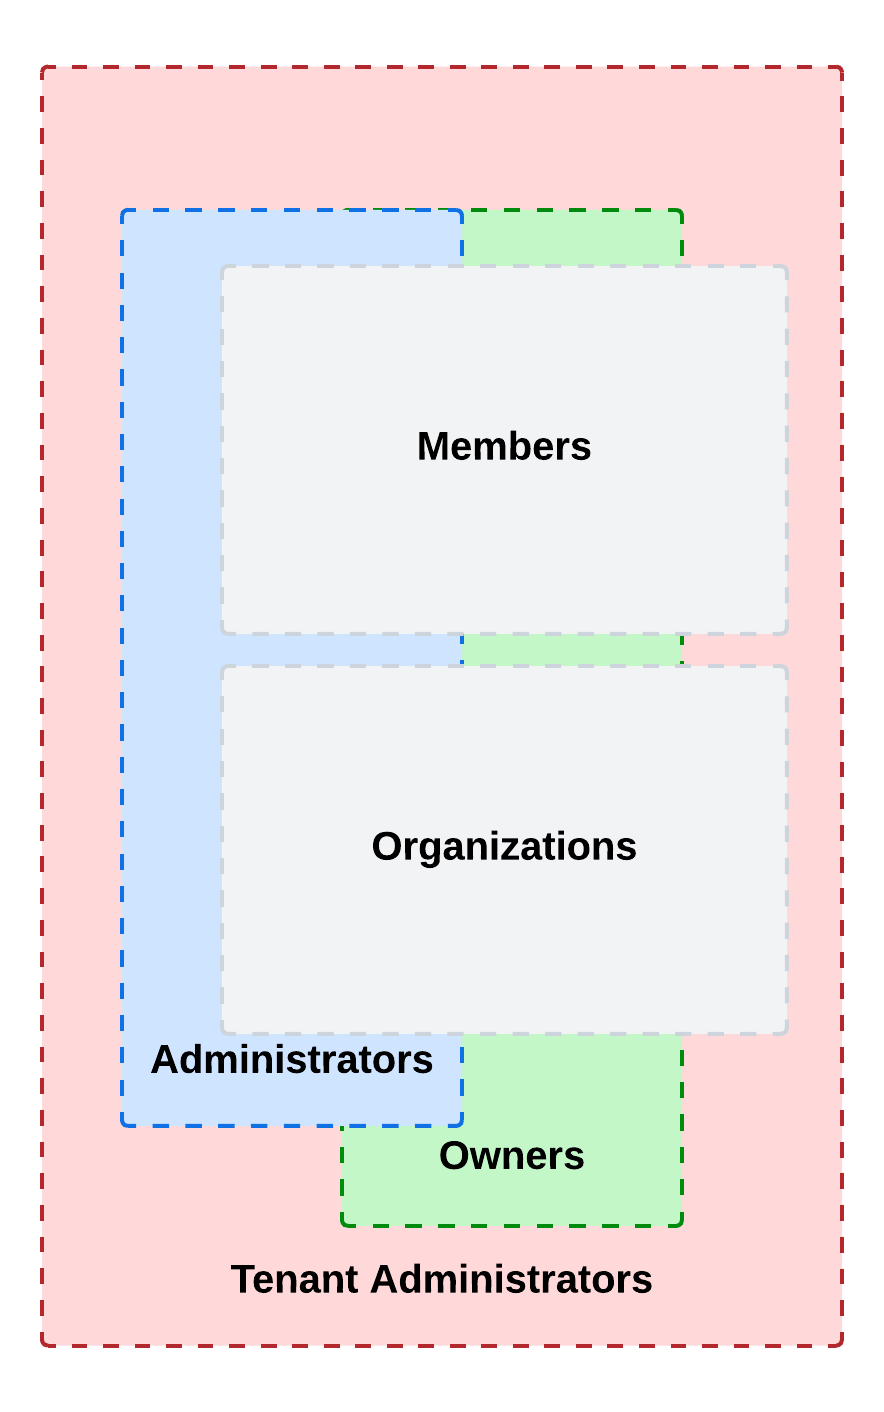 Members
Organizations
Administrators
Owners
Tenant Administrators